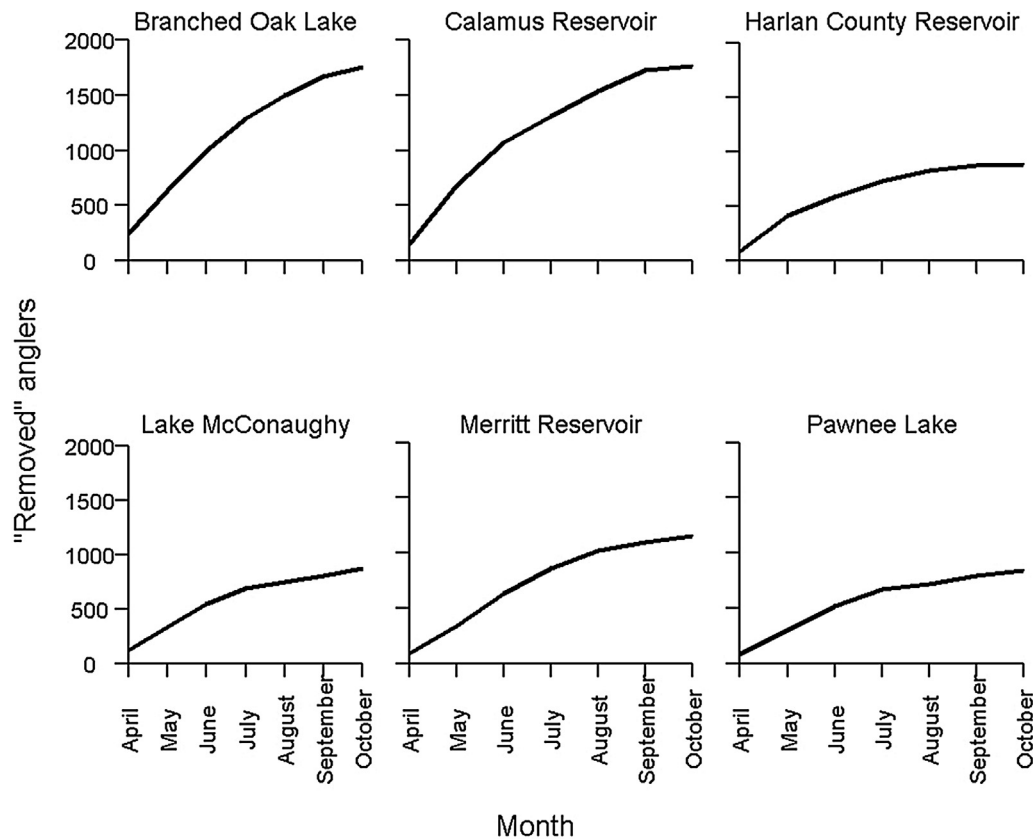 Branched Oak Lake
Calamus Reservoir
Harlan County Reservoir
2000
1500
1000
500
0
"Removed" anglers
Lake McConaughy
Merritt Reservoir
Pawnee Lake
2000
1500
1000
500
0
April
May
June
July
August
September
October
April
May
June
July
August
September
October
April
May
June
July
August
September
October
Month